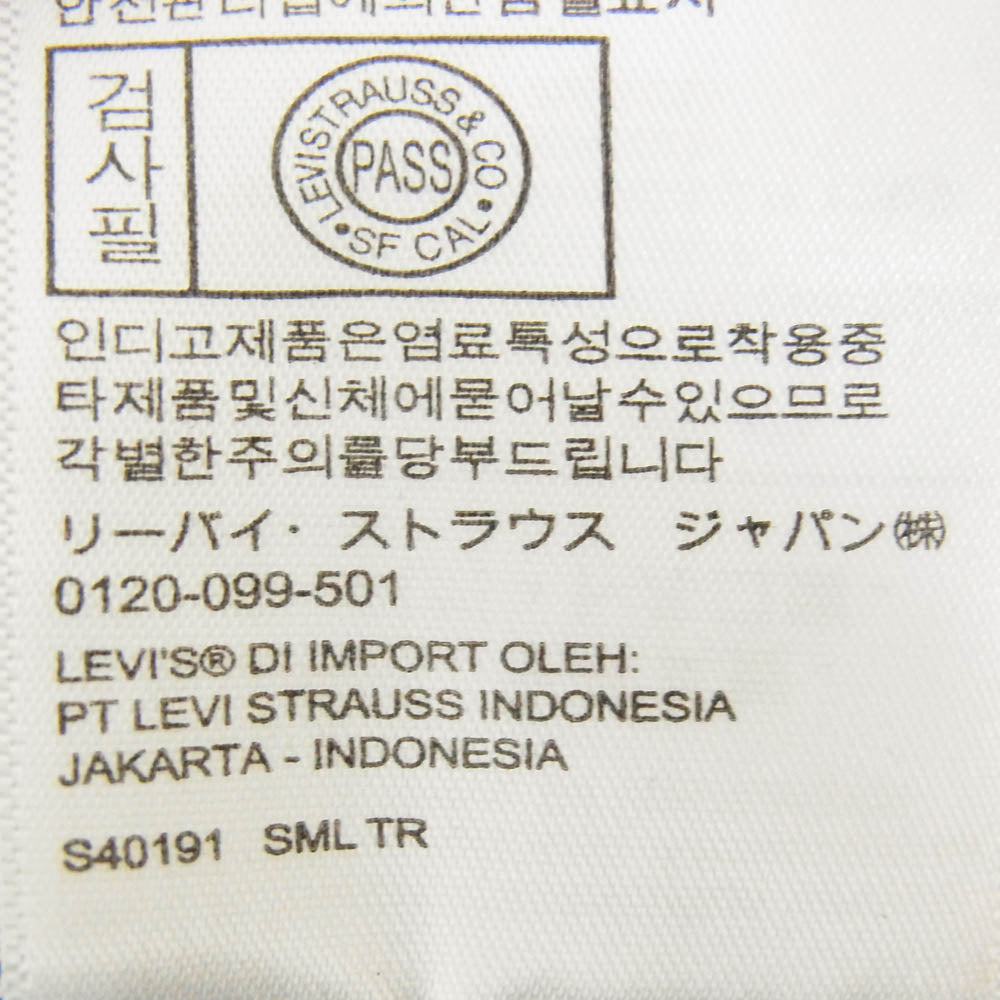 검사필
LEVI STRAUSS & CO
PASS
•SF CAL•
인디고제품은염료특성으로착용중
타제품및신체에묻어날수있으므로
각별한주의를당부드립니다
リーバイ・ストラウス　ジャパン㈱
0120-099-501
LEVI'S® DI IMPORT OLEH:
PT LEVI STRAUSS INDONESIA
JAKARTA - INDONESIA
S40191 SML TR